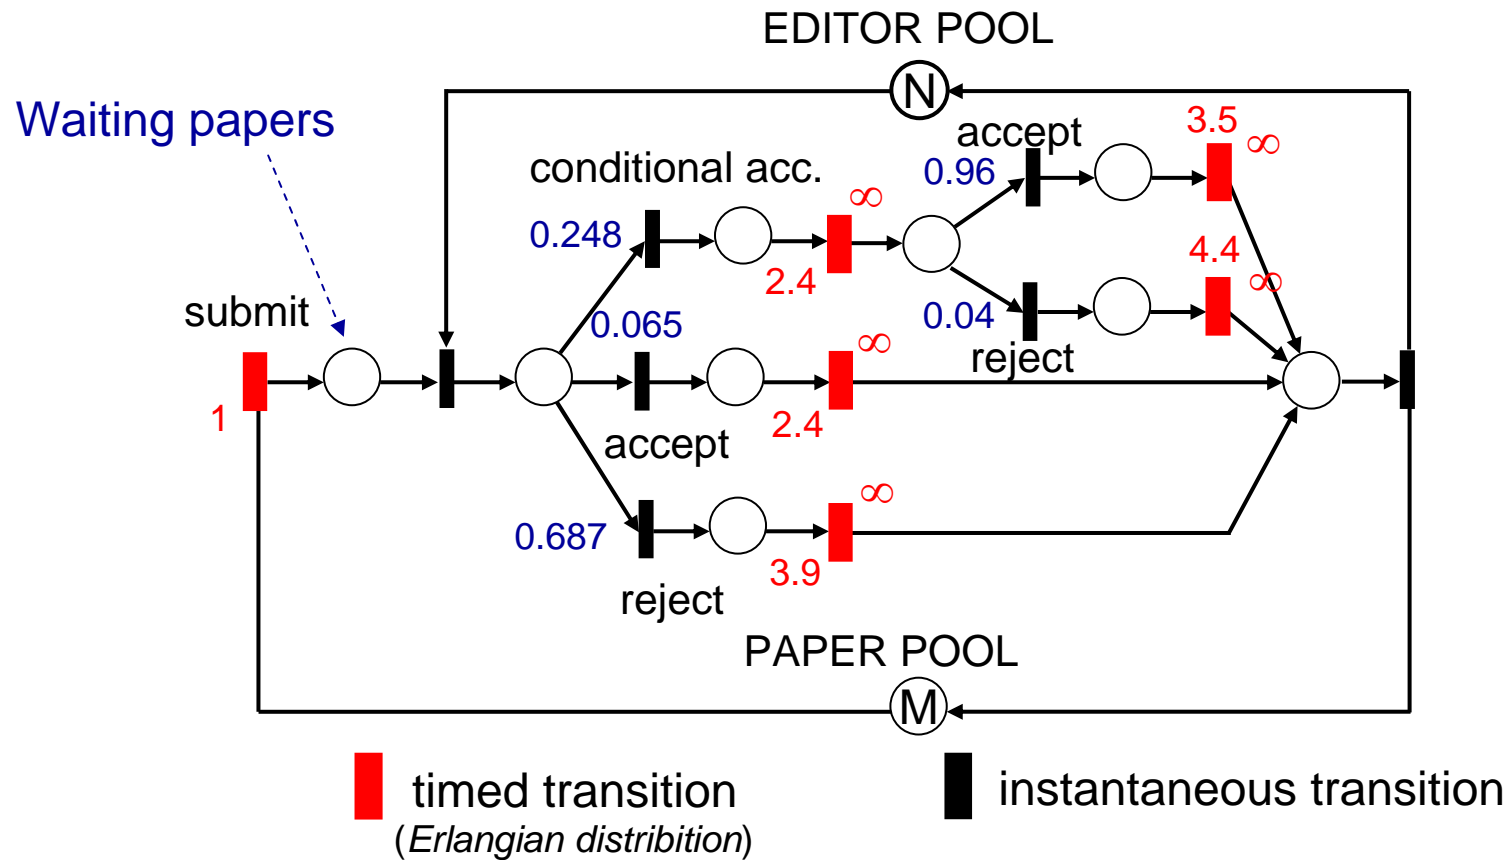 EDITOR POOL
N
Waiting papers
accept
3.5
∞
conditional acc.
0.96
∞
0.248
2.4
4.4
∞
submit
0.065
0.04
∞
reject
1
accept
2.4
∞
0.687
3.9
reject
PAPER POOL
M
timed transition
(Erlangian distribition)
instantaneous transition